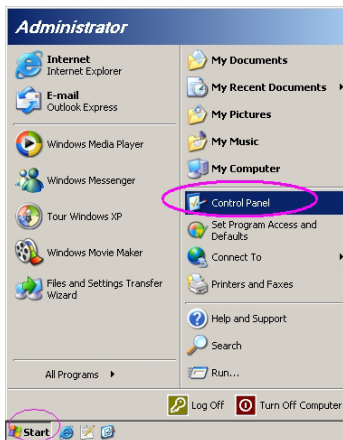 Administrator
Internet
Internet Explorer
E-mail
Outlook Express
Windows Media Player
Windows Messenger
Tour Windows XP
Windows Movie Maker
Files and Settings Transfer
Wizard
All Programs
My Documents
My Recent Documents
My Pictures
My Music
My Computer
Control Panel
Set Program Access and
Defaults
Connect To
Printers and Faxes
Help and Support
Search
Run...
Log Off
Turn Off Computer
Start